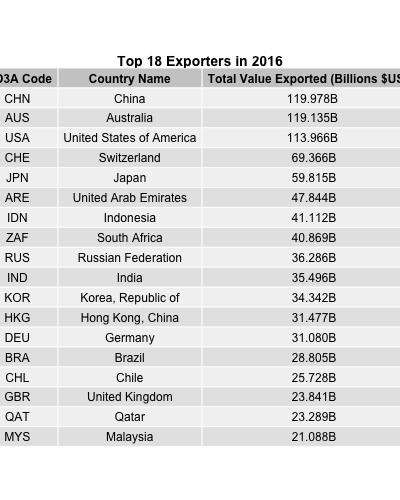 Top 18 Exporters in 2016
Code Country Name Total Value Exported (Billions
CHN China 119.978B
AUS Australia 119.135B
USA United States of America 113.966B
CHE Switzerland 69.366B
JPN Japan 59.815B
ARE United Arab Emirates 47.844B
IDN Indonesia 41.112B
ZAF South Africa 40.869B
RUS Russian Federation 36.286B
IND India 35.496B
KOR Korea, Republic of 34.342B
HKG Hong Kong, China 31.477B
DEU Germany 31.080B
BRA Brazil 28.805B
CHL Chile 25.728B
GBR United Kingdom 23.841B
QAT Qatar 23.289B
MYS Malaysia 21.088B